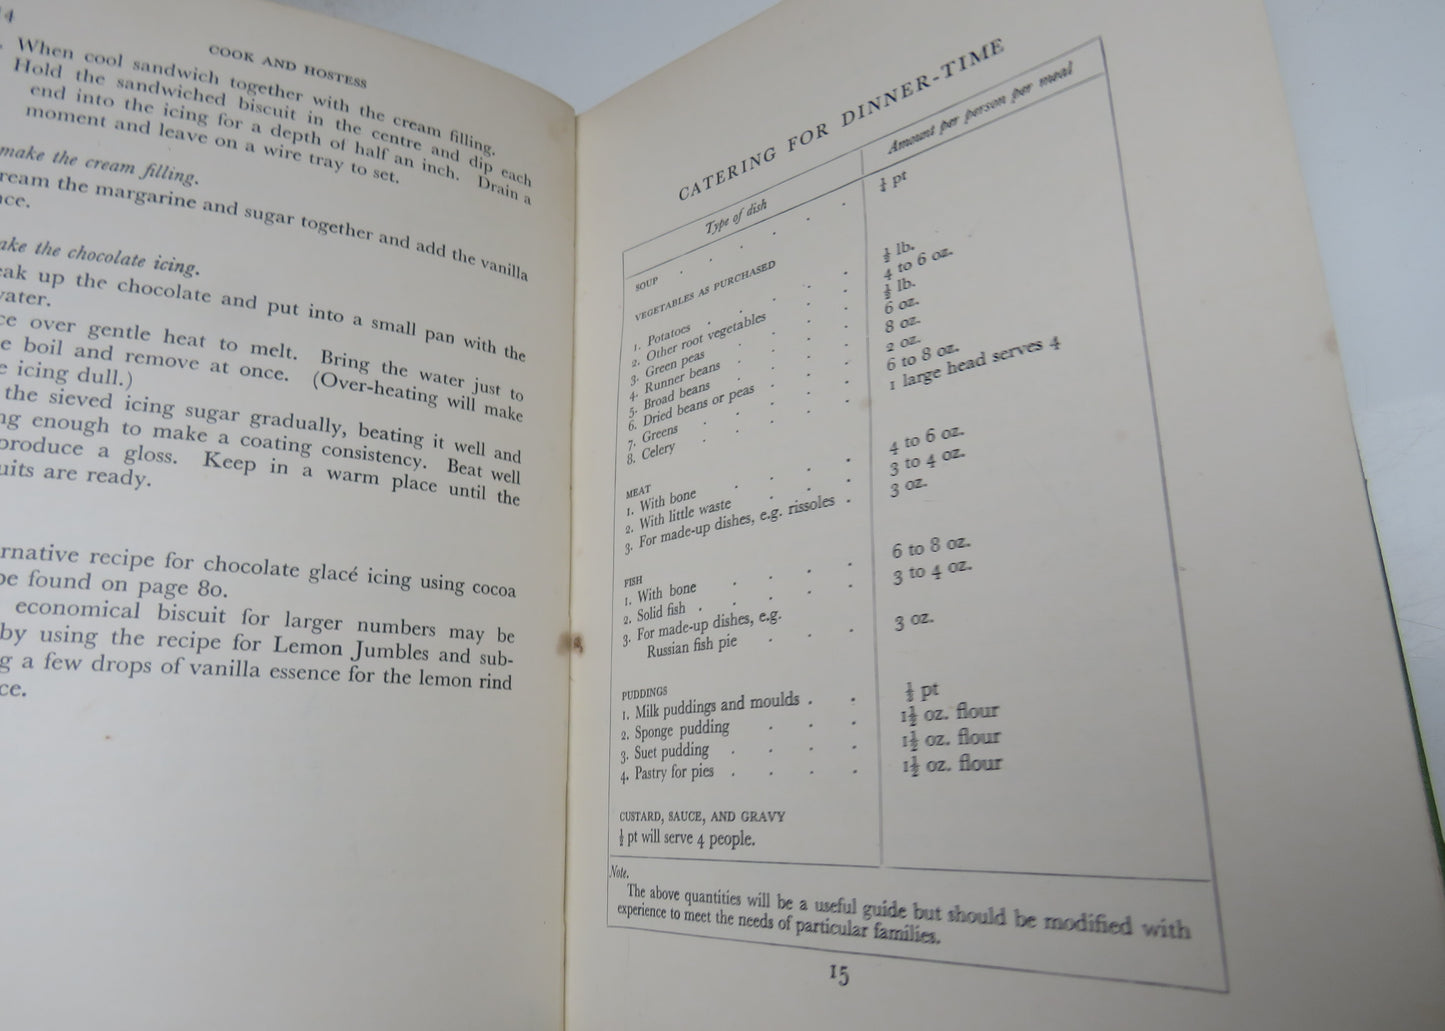 14
COOK AND HOSTESS
When cool sandwich together with the cream filling.
Hold the sandwiched biscuit in the centre and dip each
end into the icing for a depth of half an inch. Drain a
moment and leave on a wire tray to set.
make the cream filling.
ream the margarine and sugar together and add the vanilla
nce.
ake the chocolate icing.
eak up the chocolate and put into a small pan with the
water.
ce over gentle heat to melt. Bring the water just to
e boil and remove at once. (Over-heating will make
e icing dull.)
the sieved icing sugar gradually, beating it well and
ng enough to make a coating consistency. Beat well
produce a gloss. Keep in a warm place until the
uits are ready.
rnative recipe for chocolate glacé icing using cocoa
be found on page 80.
economical biscuit for larger numbers may be
by using the recipe for Lemon Jumbles and sub-
g a few drops of vanilla essence for the lemon rind
ce.
CATERING FOR DINNER-TIME
Type of dish Amount per person per meal
SOUP . . . . . . ¼ pt
VEGETABLES AS PURCHASED
1. Potatoes . . . . . ½ lb.
2. Other root vegetables . . . 4 to 6 oz.
3. Green peas . . . . ½ lb.
4. Runner beans . . . . 6 oz.
5. Broad beans . . . . 8 oz.
6. Dried beans or peas . . . 2 oz.
7. Greens . . . . . 6 to 8 oz.
8. Celery . . . . . 1 large head serves 4
MEAT
1. With bone . . . . 4 to 6 oz.
2. With little waste . . . 3 to 4 oz.
3. For made-up dishes, e.g. rissoles . 3 oz.
FISH
1. With bone . . . . 6 to 8 oz.
2. Solid fish . . . . . 3 to 4 oz.
3. For made-up dishes, e.g.
Russian fish pie . . . 3 oz.
PUDDINGS
1. Milk puddings and moulds . . ½ pt
2. Sponge pudding . . . 1½ oz. flour
3. Suet pudding . . . . 1½ oz. flour
4. Pastry for pies . . . . 1½ oz. flour
CUSTARD, SAUCE, AND GRAVY
½ pt will serve 4 people.
Note.
The above quantities will be a useful guide but should be modified with
experience to meet the needs of particular families.
15